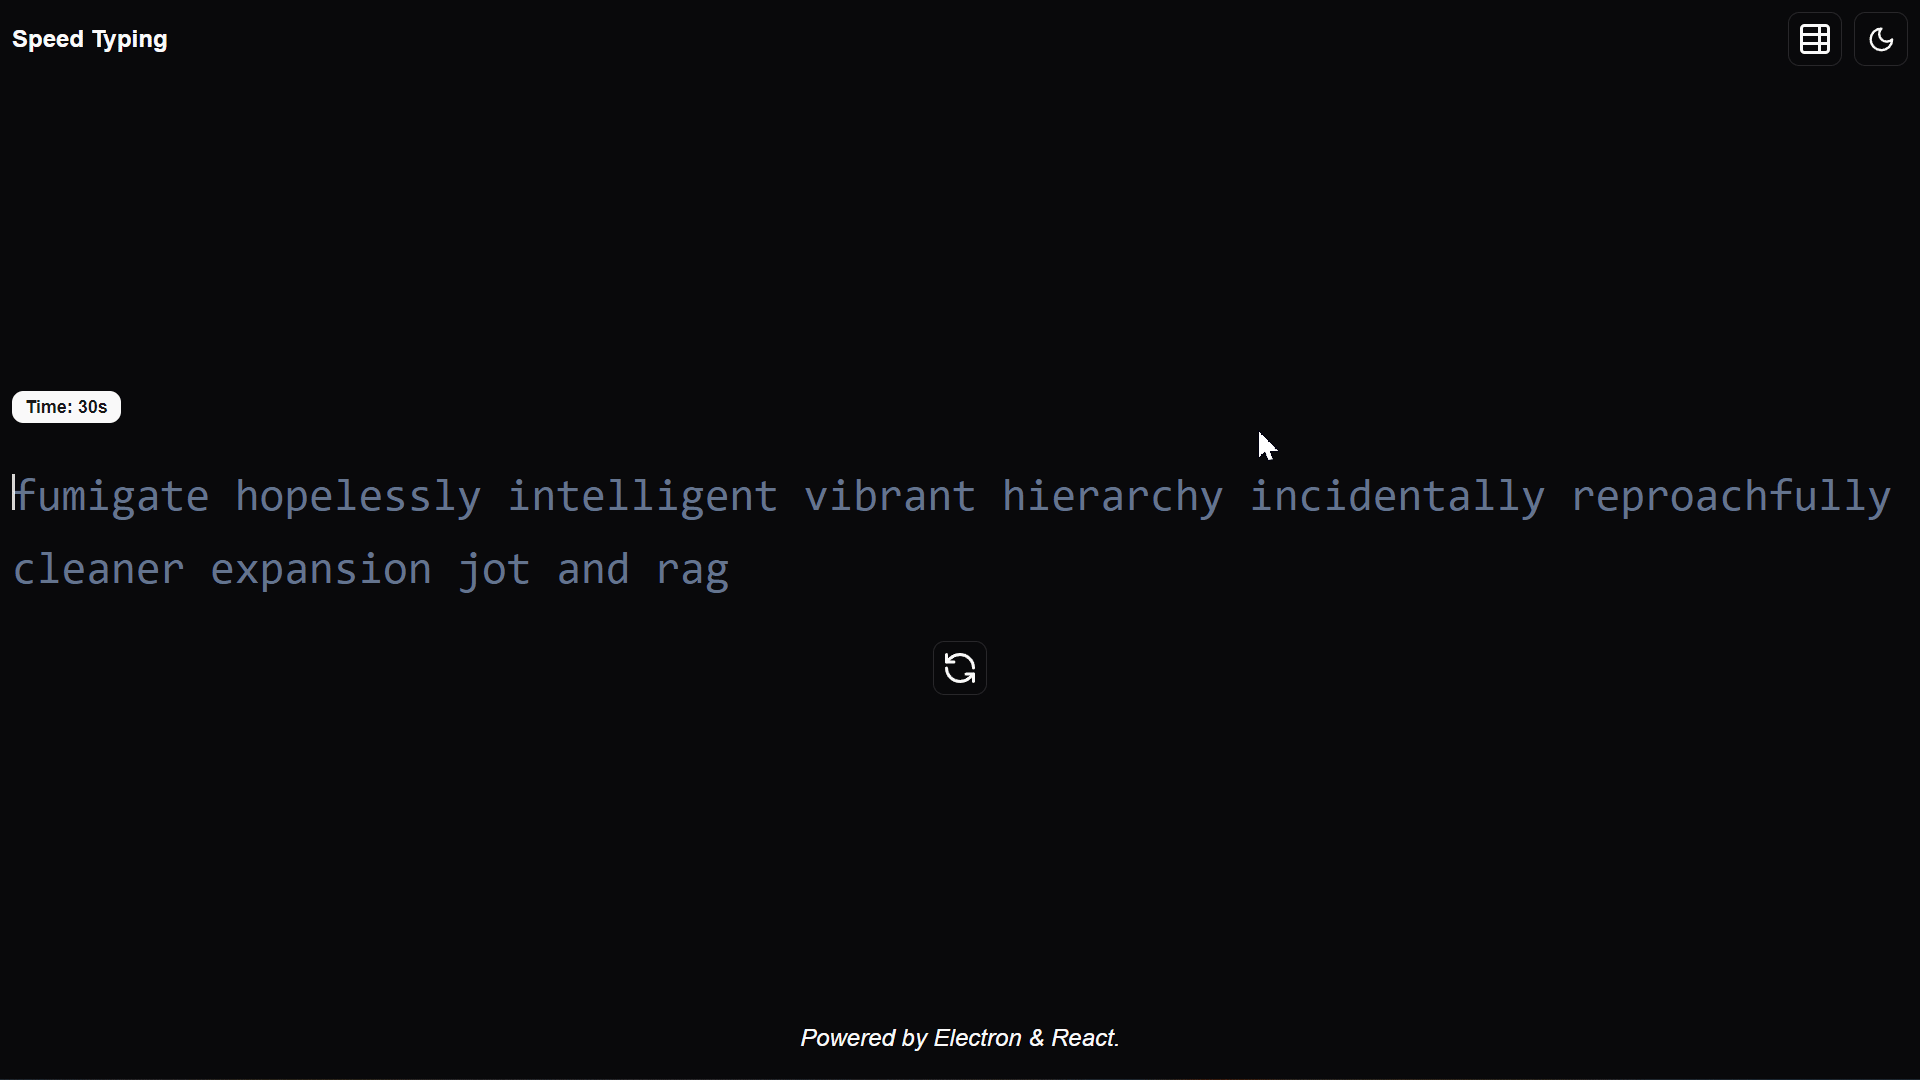 Speed Typing
Time: 30s
fumigate hopelessly intelligent vibrant hierarchy incidentally reproachfully
cleaner expansion jot and rag
Powered by Electron & React.